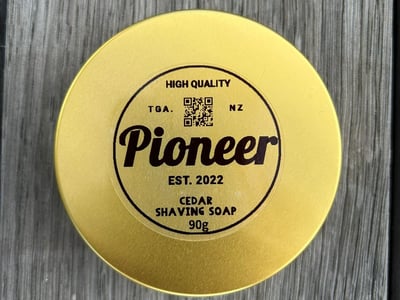 HIGH QUALITY
TGA. NZ
Pioneer
EST. 2022
CEDAR
SHAVING SOAP
90g